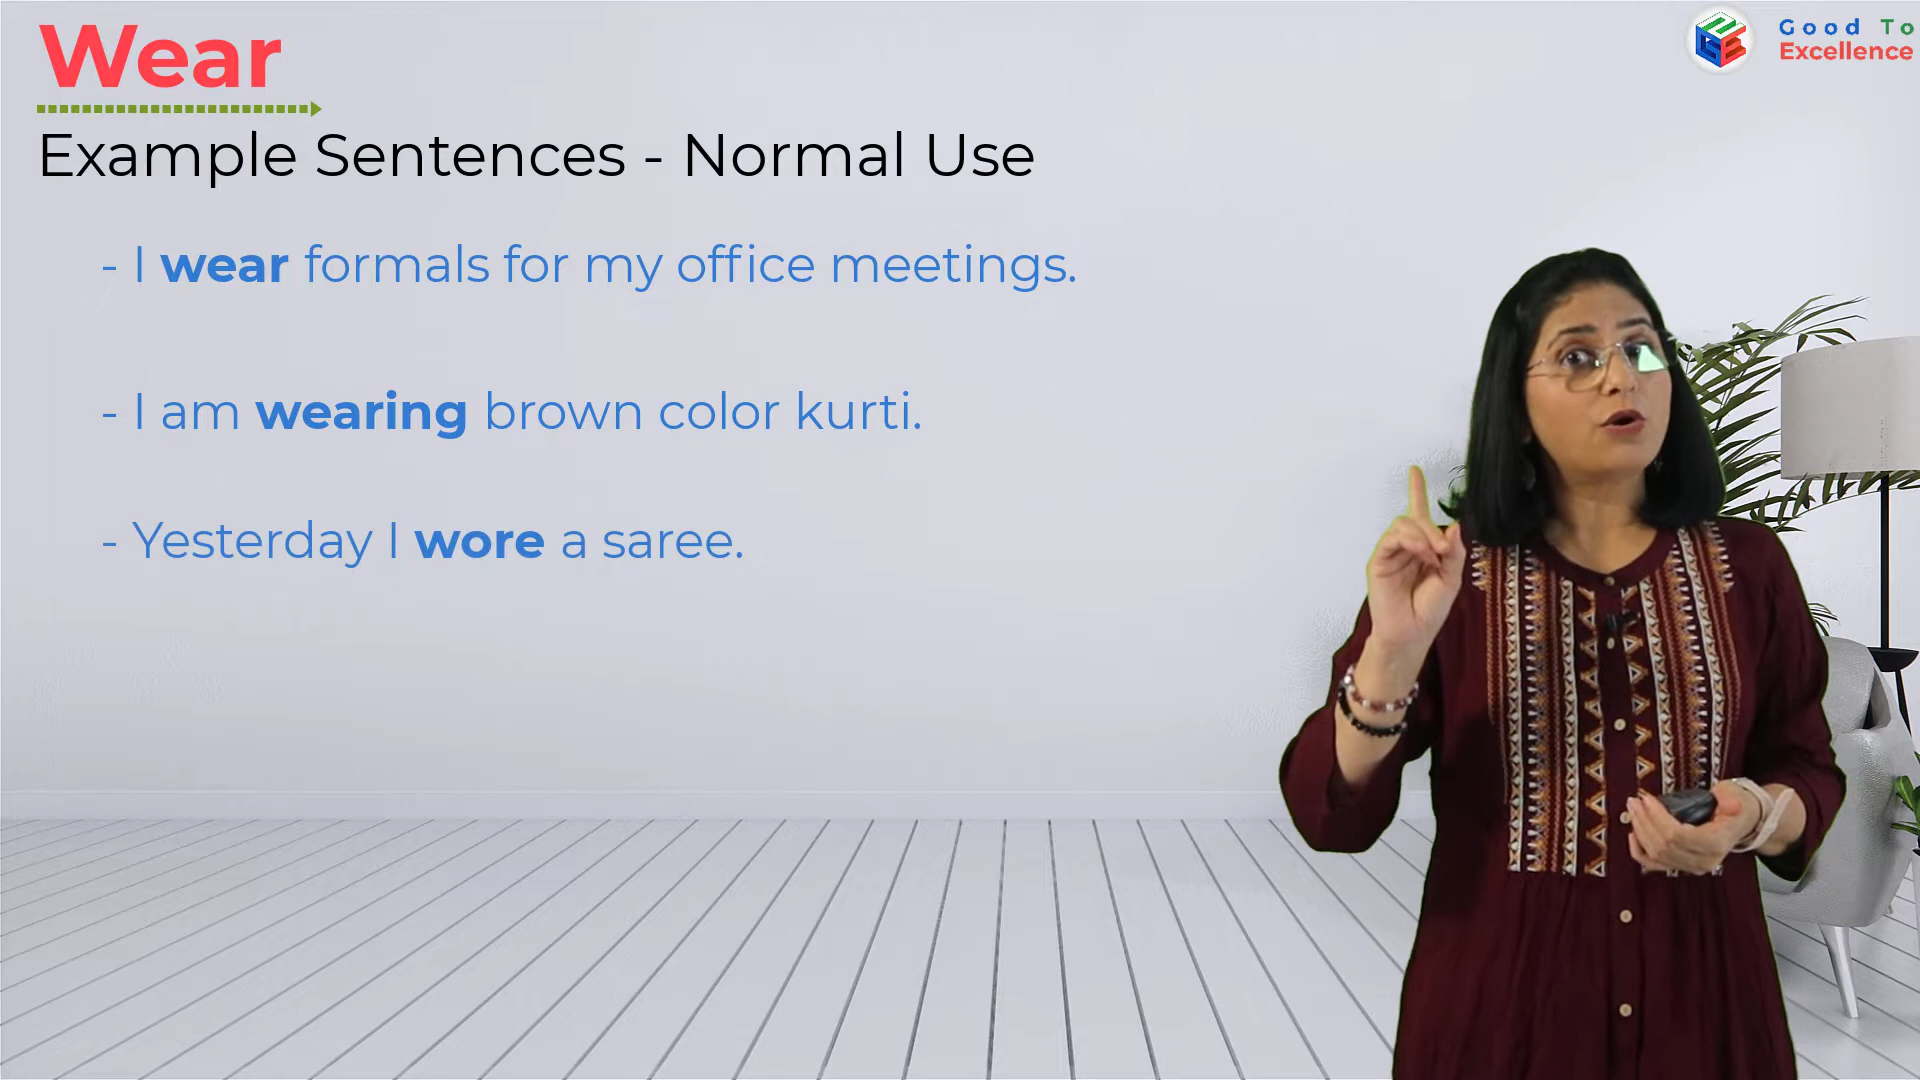 Wear
Good To
Excellence
Example Sentences - Normal Use
- I wear formals for my office meetings.
- I am wearing brown color kurti.
- Yesterday I wore a saree.